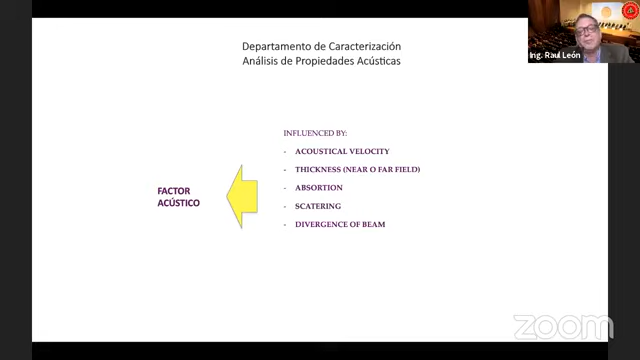 Departamento de Caracterización
Análisis de Propiedades Acústicas
Ing. Raul León
INFLUENCED BY:
- ACOUSTICAL VELOCITY
- THICKNESS (NEAR O FAR FIELD)
- ABSORTION
- SCATERING
- DIVERGENCE OF BEAM
FACTOR
ACÚSTICO
zoom